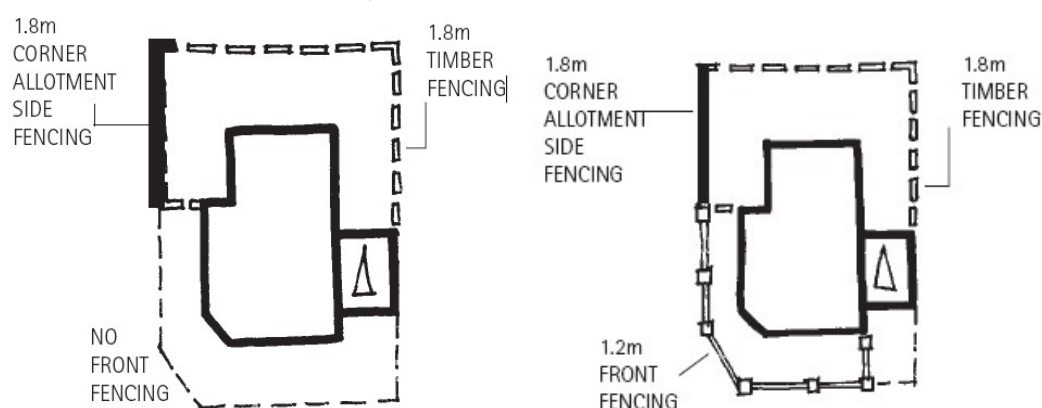 1.8m
CORNER
ALLOTMENT
SIDE
FENCING
1.8m
TIMBER
FENCING
NO
FRONT
FENCING
1.8m
CORNER
ALLOTMENT
SIDE
FENCING
1.8m
TIMBER
FENCING
1.2m
FRONT
FENCING